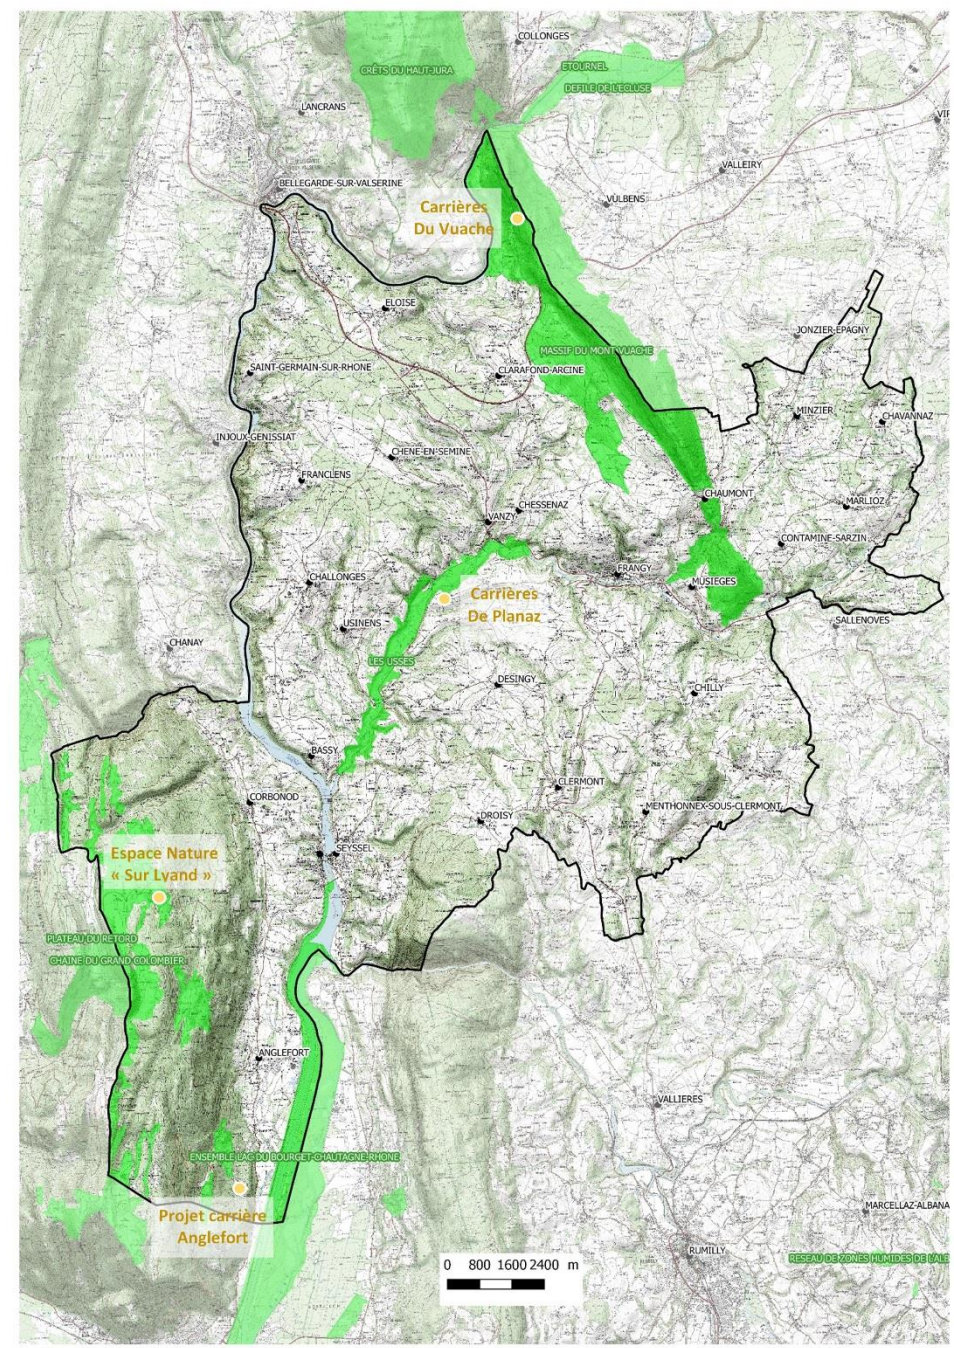 COLLONGES
ETOURNEL
CRÊTS DU HAUT-JURA
DEFILE DE L'ECLUSE
LANCRANS
VALLEIRY
BELLEGARDE-SUR-VALSERINE
VULBENS
Carrières
Du Vuache
ELOISE
JONZIER-EPAGNY
MASSIF DU MONT VUACHE
SAINT-GERMAIN-SUR-RHONE
CLARAFOND-ARCINE
MINZIER
CHAVANNAZ
INJOUX-GENISSIAT
CHENE-EN-SEMINE
FRANCLENS
CHAUMONT
MARLIOZ
CHESSENAZ
VANZY
CONTAMINE-SARZIN
FRANGY
CHALLONGES
MUSIEGES
Carrières
De Planaz
USINENS
SALLENOVES
CHANAY
LES USSES
DESINGY
CHILLY
BASSY
CLERMONT
CORBONOD
MENTHONNEX-SOUS-CLERMONT
DROISY
Espace Nature
« Sur Lyand »
SEYSSEL
PLATEAU DU RETORD
CHAINE DU GRAND COLOMBIER
ANGLEFORT
VALLIERES
ENSEMBLE LAC DU BOURGET-CHAUTAGNE-RHONE
MARCELLAZ-ALBANA
Projet carrière
Anglefort
RUMILLY
RESEAU DE ZONES HUMIDES DE L'ALB
0 800 1600 2400 m